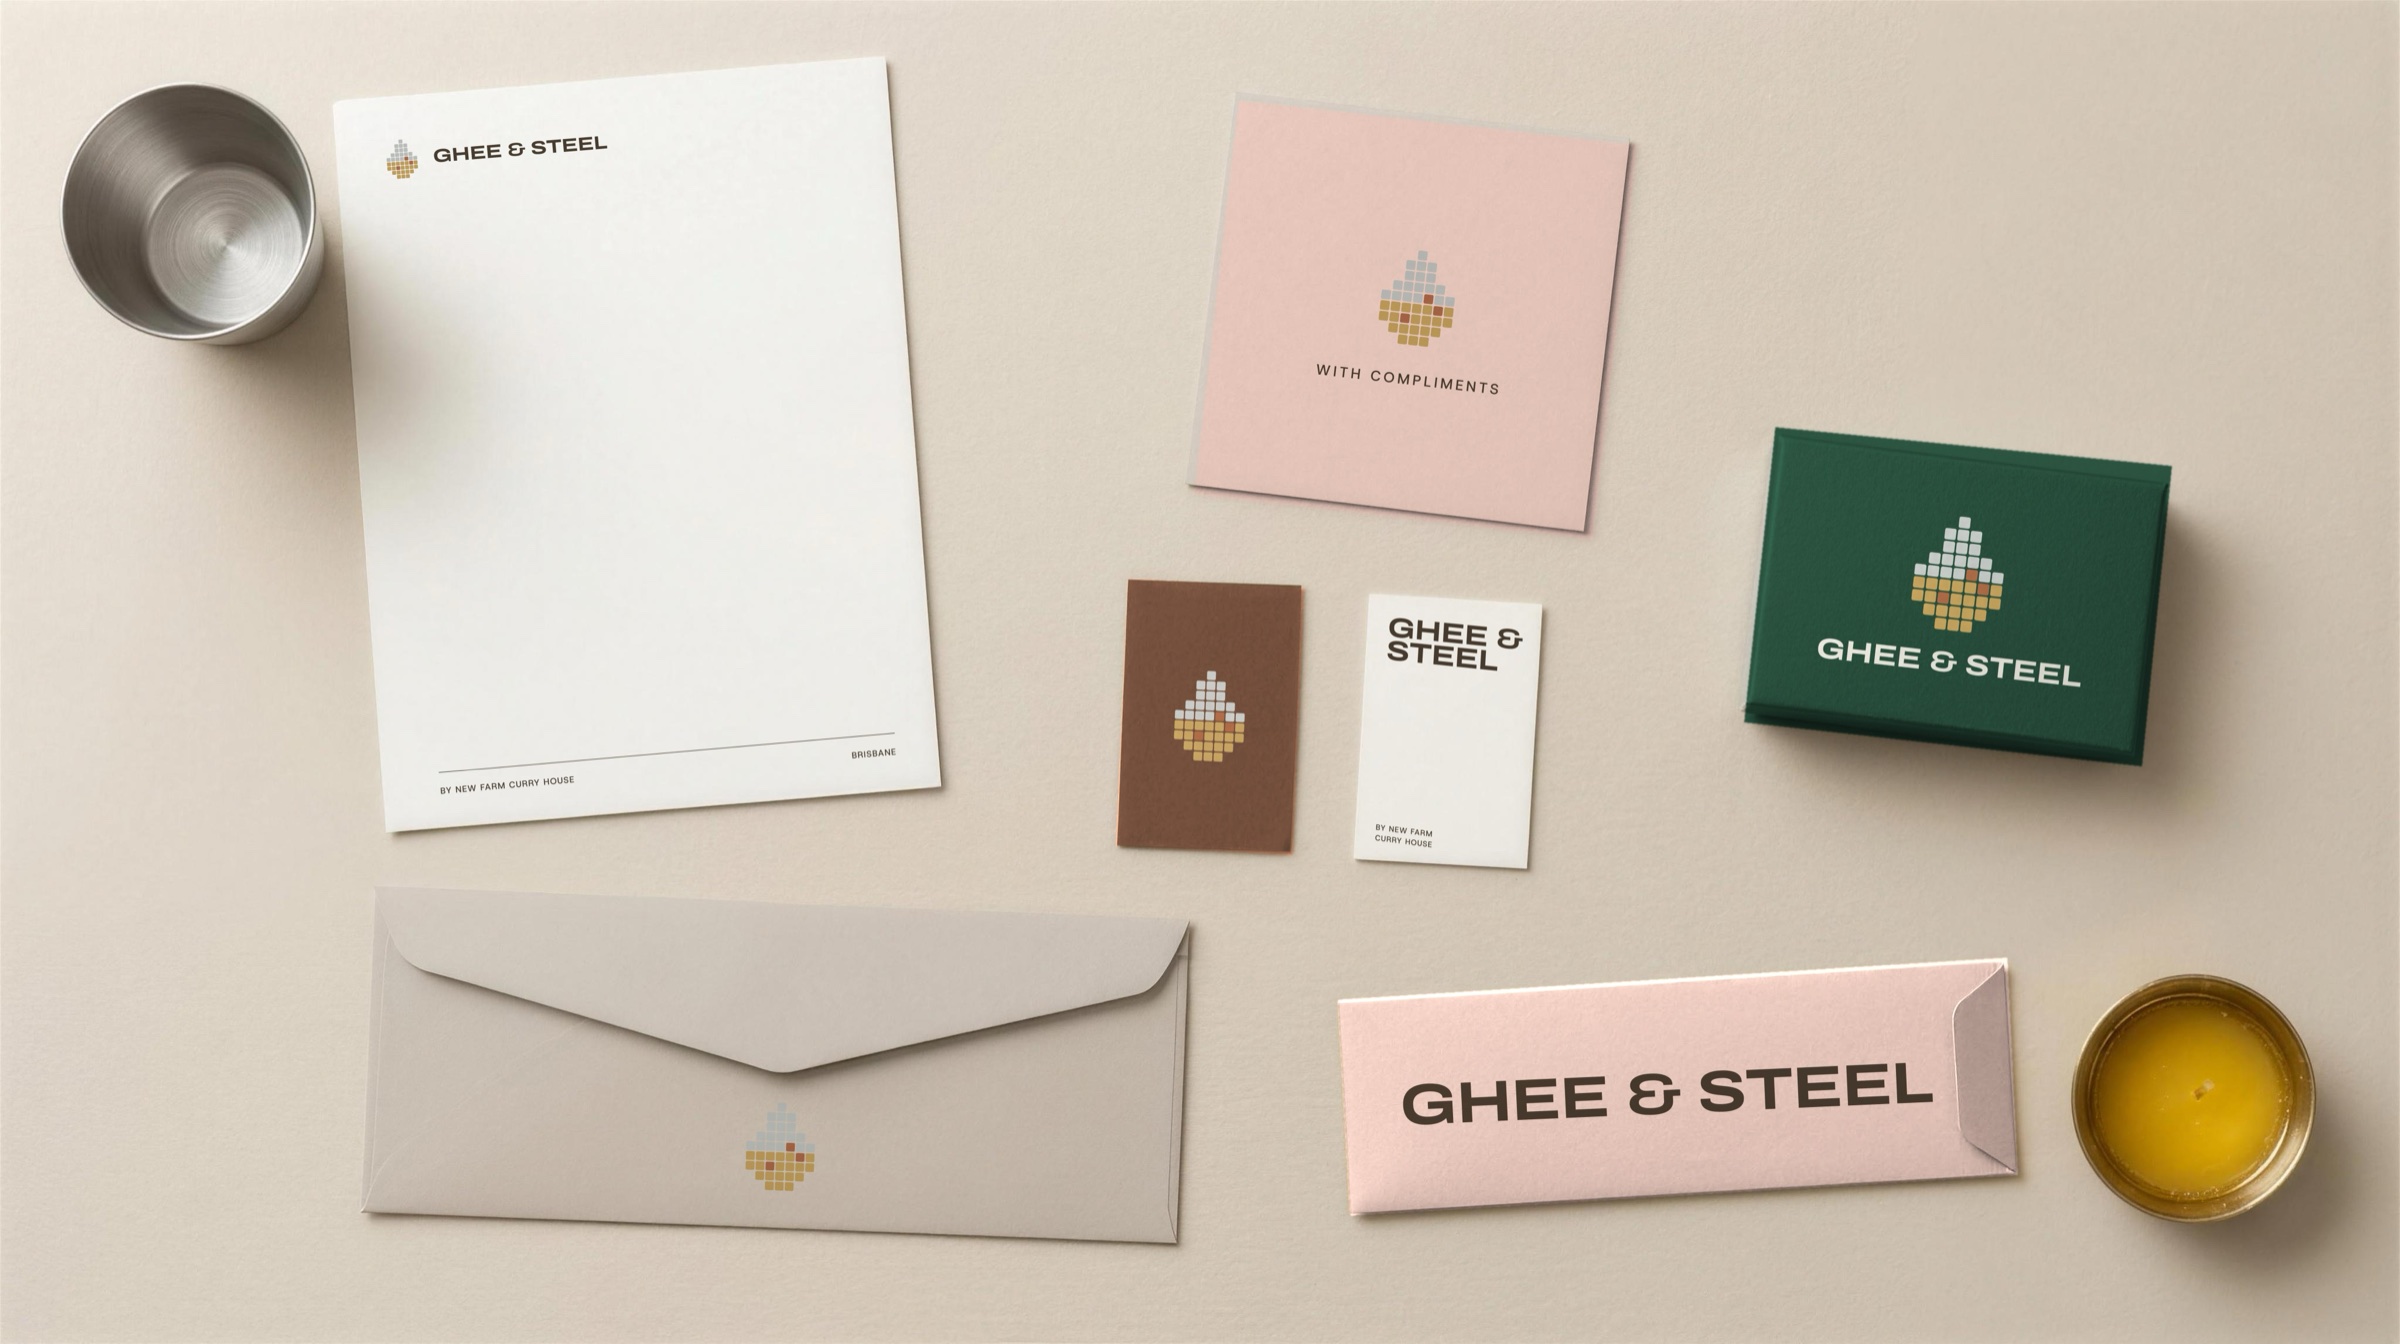 GHEE & STEEL
BRISBANE
BY NEW FARM CURRY HOUSE
WITH COMPLIMENTS
GHEE &
STEEL
BY NEW FARM
CURRY HOUSE
GHEE & STEEL
GHEE & STEEL